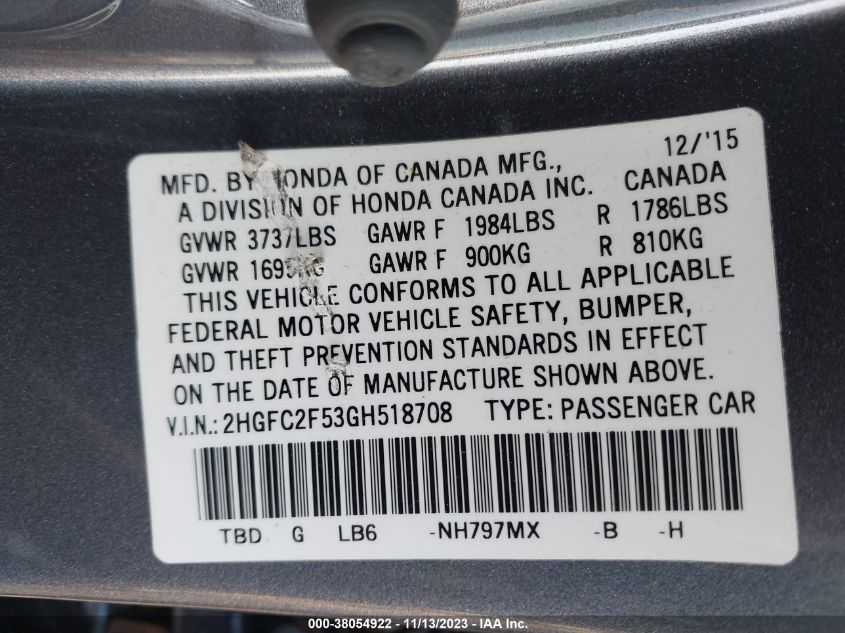 12/'15
MFD. BY HONDA OF CANADA MFG.,
A DIVISION OF HONDA CANADA INC. CANADA
GVWR 3737LBS GAWR F 1984LBS R 1786LBS
GVWR GAWR F 900KG R 810KG
THIS VEHICLE CONFORMS TO ALL APPLICABLE
FEDERAL MOTOR VEHICLE SAFETY, BUMPER,
AND THEFT PREVENTION STANDARDS IN EFFECT
ON THE DATE OF MANUFACTURE SHOWN ABOVE.
V.I.N.: 2HGFC2F53GH518708 TYPE: PASSENGER CAR
TBD G LB6 -NH797MX -B -H
000-38054922 - 11/13/2023 - IAA Inc.